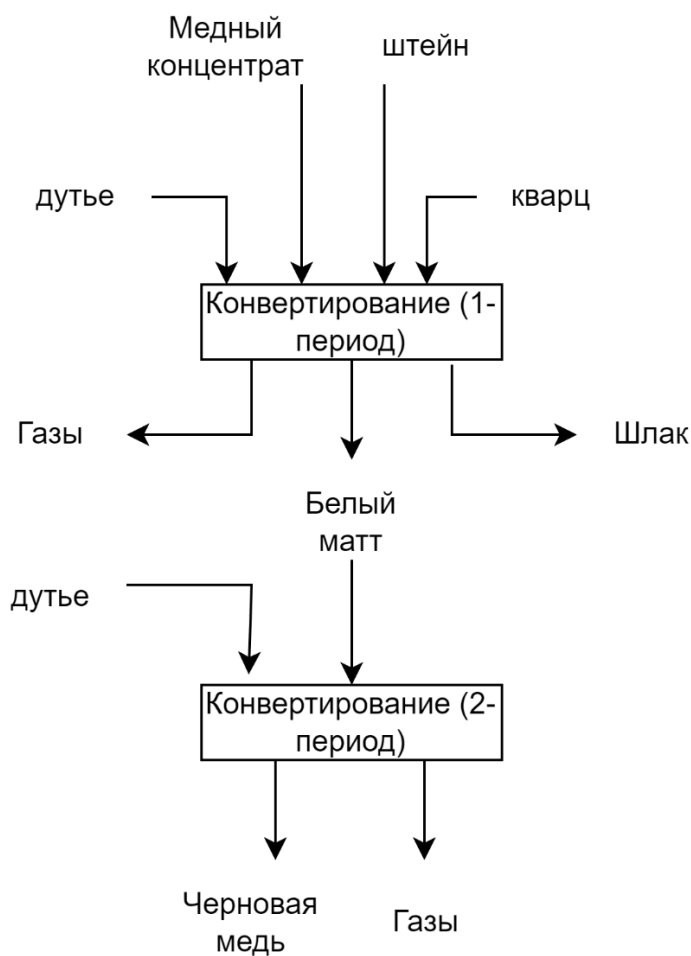 Медный
концентрат
штейн
дутье
кварц
Конвертирование (1-
период)
Газы
Шлак
Белый
матт
дутье
Конвертирование (2-
период)
Черновая
медь
Газы